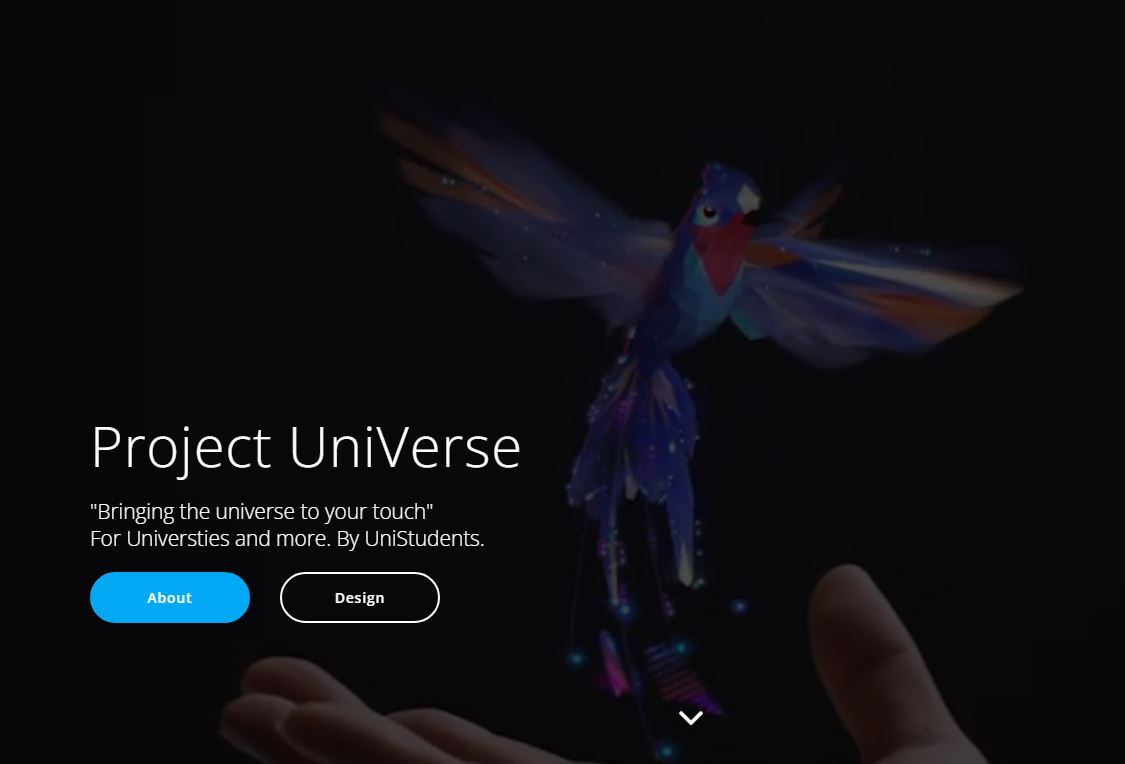 Project UniVerse
"Bringing the universe to your touch"
For Universties and more. By UniStudents.
About
Design